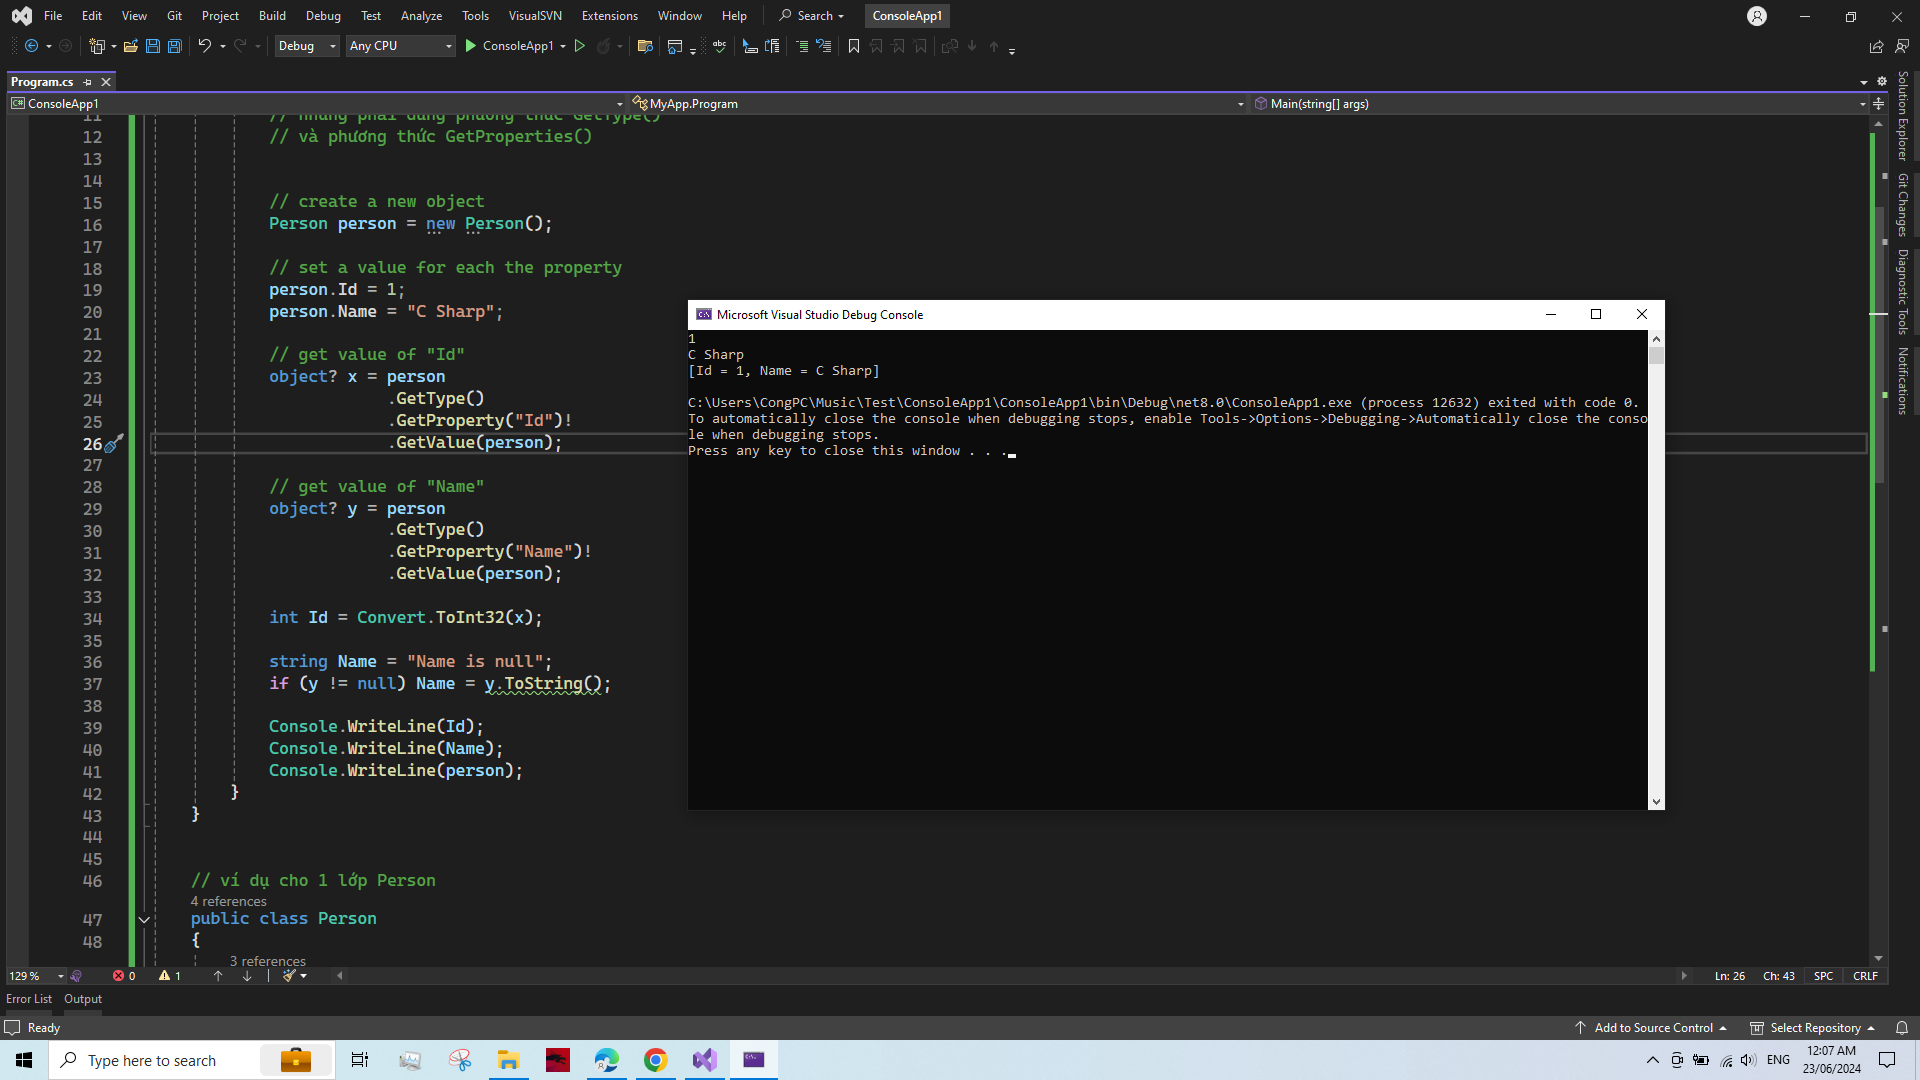 File Edit View Git Project Build Debug Test Analyze Tools VisualSVN Extensions Window Help Search ConsoleApp1
Debug Any CPU ConsoleApp1
Program.cs
C# ConsoleApp1 MyApp.Program Main(string[] args)
11 // nhưng phải dùng phương thức GetType()
12 // và phương thức GetProperties()
13
14
15 // create a new object
16 Person person = new Person();
17
18 // set a value for each the property
19 person.Id = 1;
20 person.Name = "C Sharp";
21
22 // get value of "Id"
23 object? x = person
24 .GetType()
25 .GetProperty("Id")!
26 .GetValue(person);
27
28 // get value of "Name"
29 object? y = person
30 .GetType()
31 .GetProperty("Name")!
32 .GetValue(person);
33
34 int Id = Convert.ToInt32(x);
35
36 string Name = "Name is null";
37 if (y != null) Name = y.ToString();
38
39 Console.WriteLine(Id);
40 Console.WriteLine(Name);
41 Console.WriteLine(person);
42 }
43 }
44
45
46 // ví dụ cho 1 lớp Person
4 references
47 public class Person
48 {
3 references
Microsoft Visual Studio Debug Console
1
C Sharp
[Id = 1, Name = C Sharp]
C:\Users\CongPC\Music\Test\ConsoleApp1\ConsoleApp1\bin\Debug\net8.0\ConsoleApp1.exe (process 12632) exited with code 0.
To automatically close the console when debugging stops, enable Tools->Options->Debugging->Automatically close the conso
le when debugging stops.
Press any key to close this window . . .
Solution Explorer
Git Changes
Diagnostic Tools
Notifications
129 % 0 1 Ln: 26 Ch: 43 SPC CRLF
Error List Output
Ready Add to Source Control Select Repository
Type here to search ENG 12:07 AM
23/06/2024